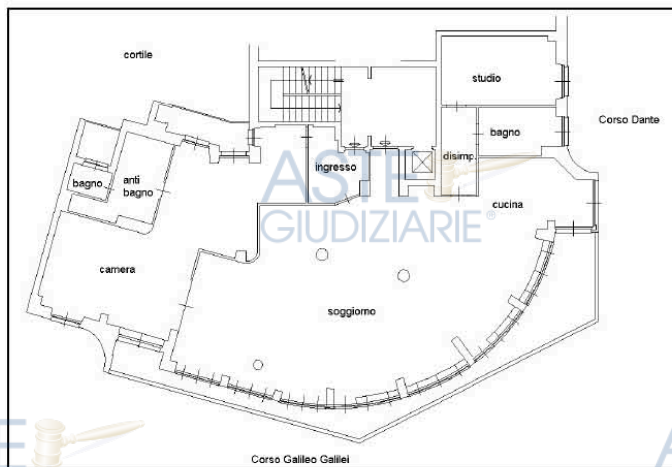 cortile
studio
Corso Dante
bagno
disimp.
ingresso
anti
bagno
bagno
ASTE
GIUDIZIARIE®
cucina
camera
soggiorno
Corso Galileo Galilei